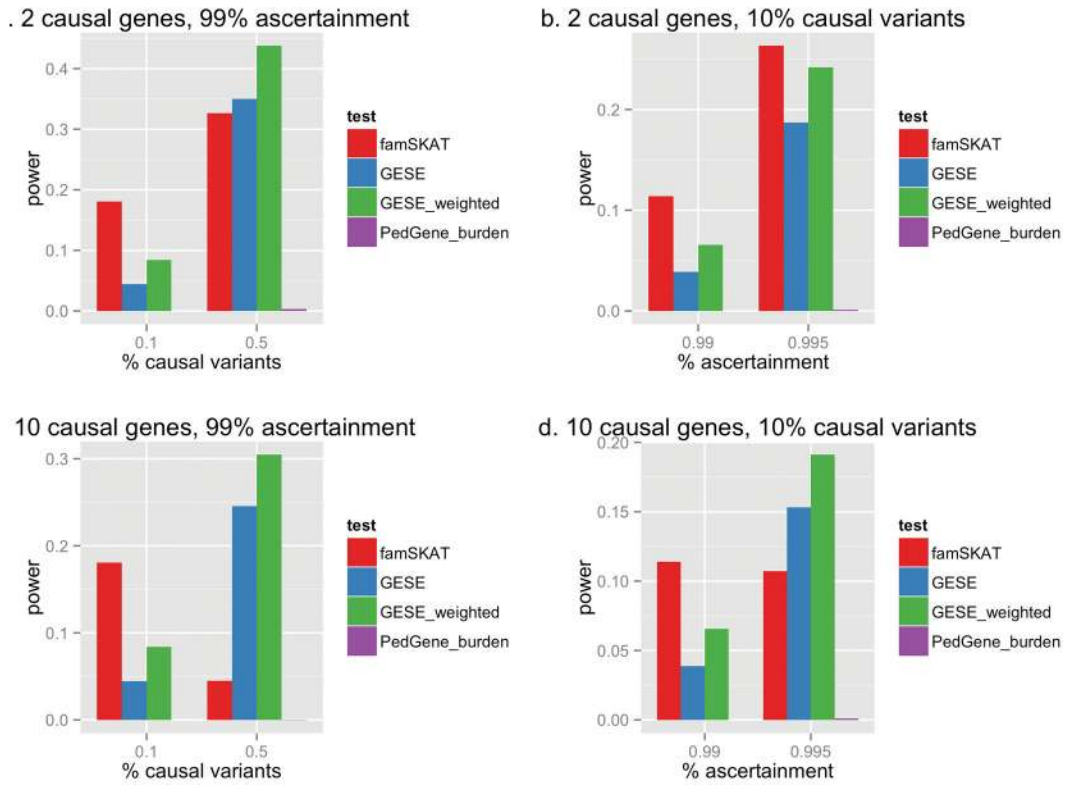 . 2 causal genes, 99% ascertainment
0.4
0.3
0.2
0.1
0.0
power
0.1
0.5
% causal variants
test
famSKAT
GESE
GESE_weighted
PedGene_burden
b. 2 causal genes, 10% causal variants
0.2
0.1
0.0
power
0.99
0.995
% ascertainment
test
famSKAT
GESE
GESE_weighted
PedGene_burden
10 causal genes, 99% ascertainment
0.3
0.2
0.1
0.0
power
0.1
0.5
% causal variants
test
famSKAT
GESE
GESE_weighted
PedGene_burden
d. 10 causal genes, 10% causal variants
0.20
0.15
0.10
0.05
0.00
power
0.99
0.995
% ascertainment
test
famSKAT
GESE
GESE_weighted
PedGene_burden